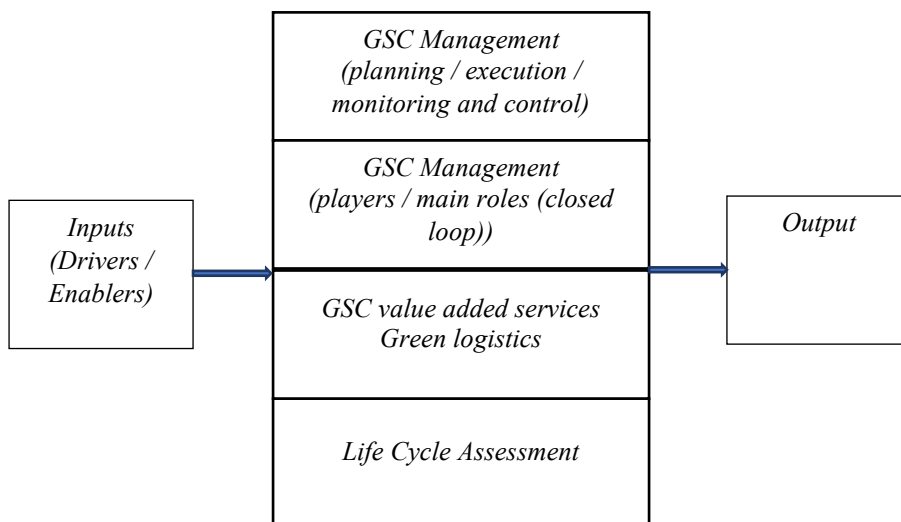 GSC Management
(planning / execution /
monitoring and control)
GSC Management
(players / main roles (closed
loop))
Inputs
(Drivers /
Enablers)
Output
GSC value added services
Green logistics
Life Cycle Assessment